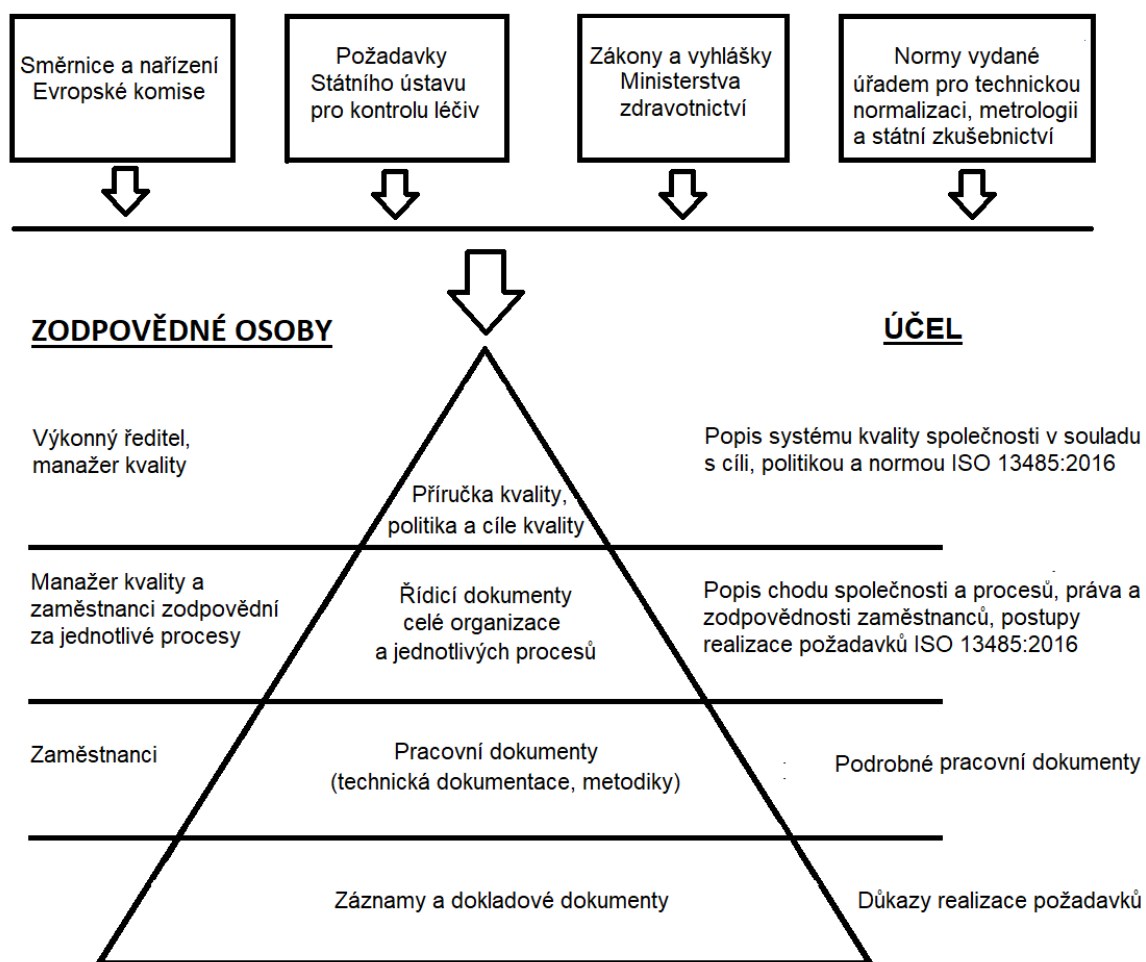 Směrnice a nařízení
Evropské komise
Požadavky
Státního ústavu
pro kontrolu léčiv
Zákony a vyhlášky
Ministerstva
zdravotnictví
Normy vydané
úřadem pro technickou
normalizaci, metrologii
a státní zkušebnictví
ZODPOVĚDNÉ OSOBY
ÚČEL
Výkonný ředitel,
manažer kvality
Příručka kvality,
politika a cíle kvality
Popis systému kvality společnosti v souladu
s cíli, politikou a normou ISO 13485:2016
Manažer kvality a
zaměstnanci zodpovědní
za jednotlivé procesy
Řídicí dokumenty
celé organizace
a jednotlivých procesů
Popis chodu společnosti a procesů, práva a
zodpovědnosti zaměstnanců, postupy
realizace požadavků ISO 13485:2016
Zaměstnanci
Pracovní dokumenty
(technická dokumentace, metodiky)
Podrobné pracovní dokumenty
Záznamy a dokladové dokumenty
Důkazy realizace požadavků